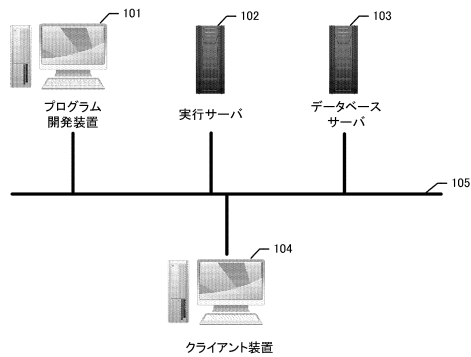 101
102
103
プログラム
開発装置
実行サーバ
データベース
サーバ
105
104
クライアント装置